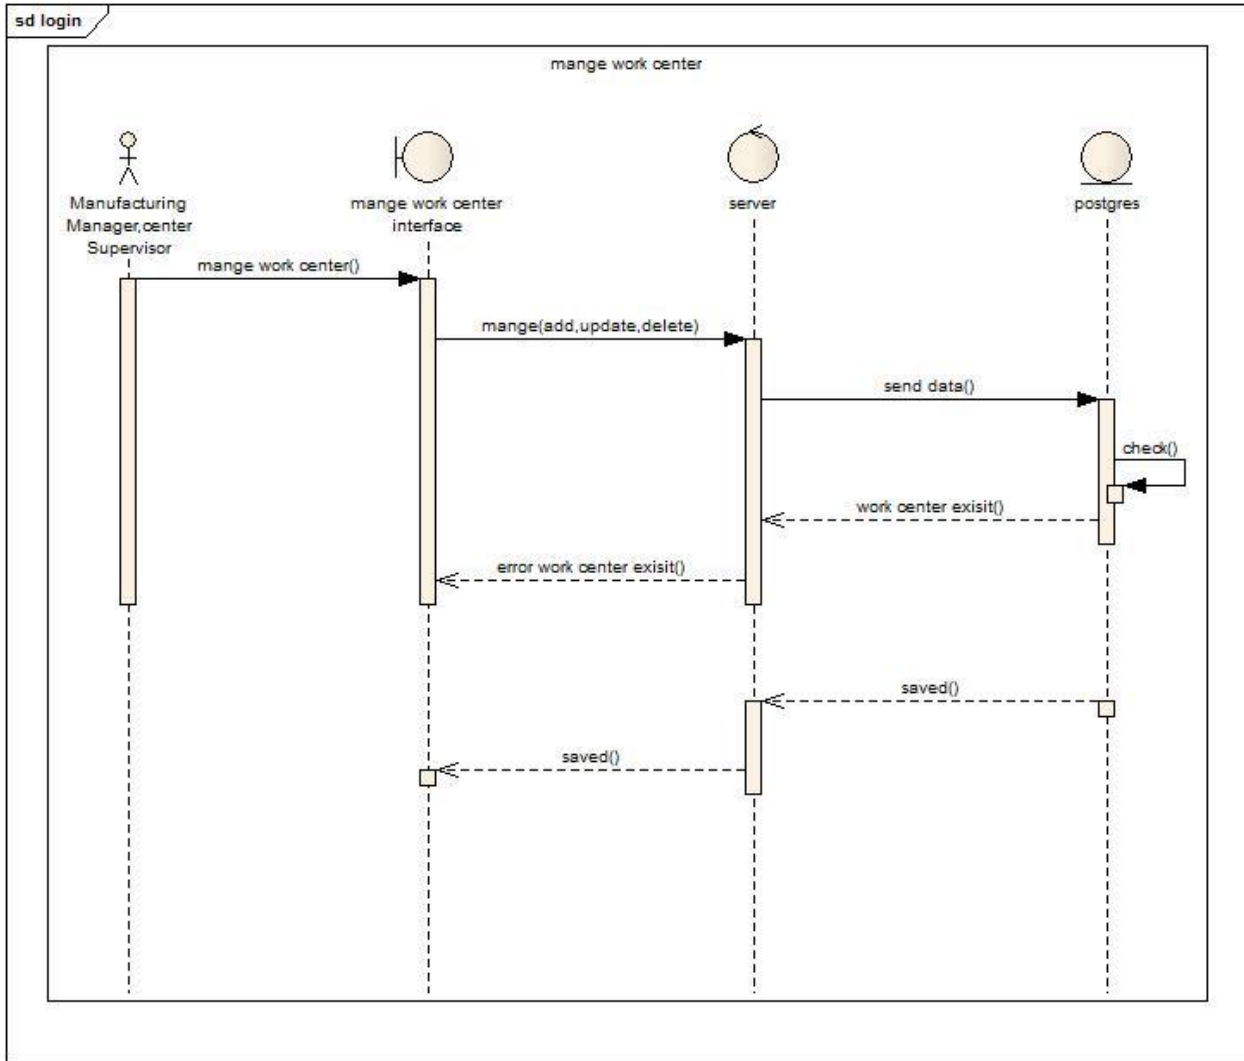 sd login
mange work center
Manufacturing
Manager,center
Supervisor
mange work center
interface
server
postgres
mange work center()
mange(add,update,delete)
send data()
check()
work center exisit()
error work center exisit()
saved()
saved()